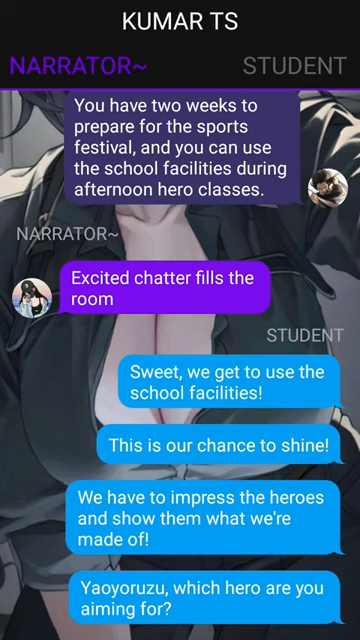 KUMAR TS
NARRATOR~ STUDENT
You have two weeks to
prepare for the sports
festival, and you can use
the school facilities during
afternoon hero classes.
NARRATOR~
Excited chatter fills the
room
STUDENT
Sweet, we get to use the
school facilities!
This is our chance to shine!
We have to impress the heroes
and show them what we're
made of!
Yaoyoruzu, which hero are you
aiming for?